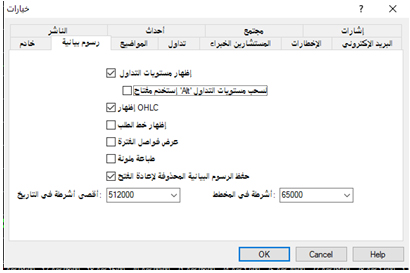 خيارات
إشارات مجتمع أحداث الناشر
البريد الإلكتروني الإخطارات المستشارين الخبراء تداول المواضيع رسوم بيانية خادم
إظهار مستويات التداول
إستخدم مفتاح 'Alt' لسحب مستويات التداول
إظهار OHLC
إظهار خط الطلب
عرض فواصل الفترة
طباعة ملونة
حفظ الرسوم البيانية المحذوفة لإعادة الفتح
أقصى أشرطة في التاريخ: 512000 أشرطة في المخطط: 65000
OK Cancel Help